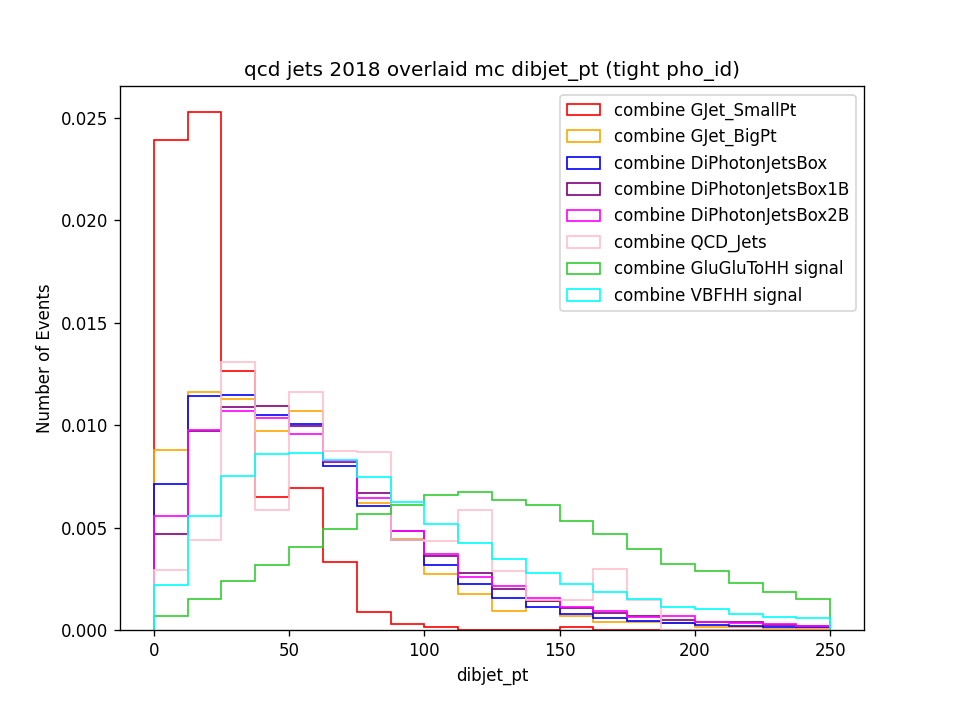 qcd jets 2018 overlaid mc dibjet_pt (tight pho_id)
combine GJet_SmallPt
combine GJet_BigPt
combine DiPhotonJetsBox
combine DiPhotonJetsBox1B
combine DiPhotonJetsBox2B
combine QCD_Jets
combine GluGluToHH signal
combine VBFHH signal
Number of Events
0.025
0.020
0.015
0.010
0.005
0.000
0 50 100 150 200 250
dibjet_pt